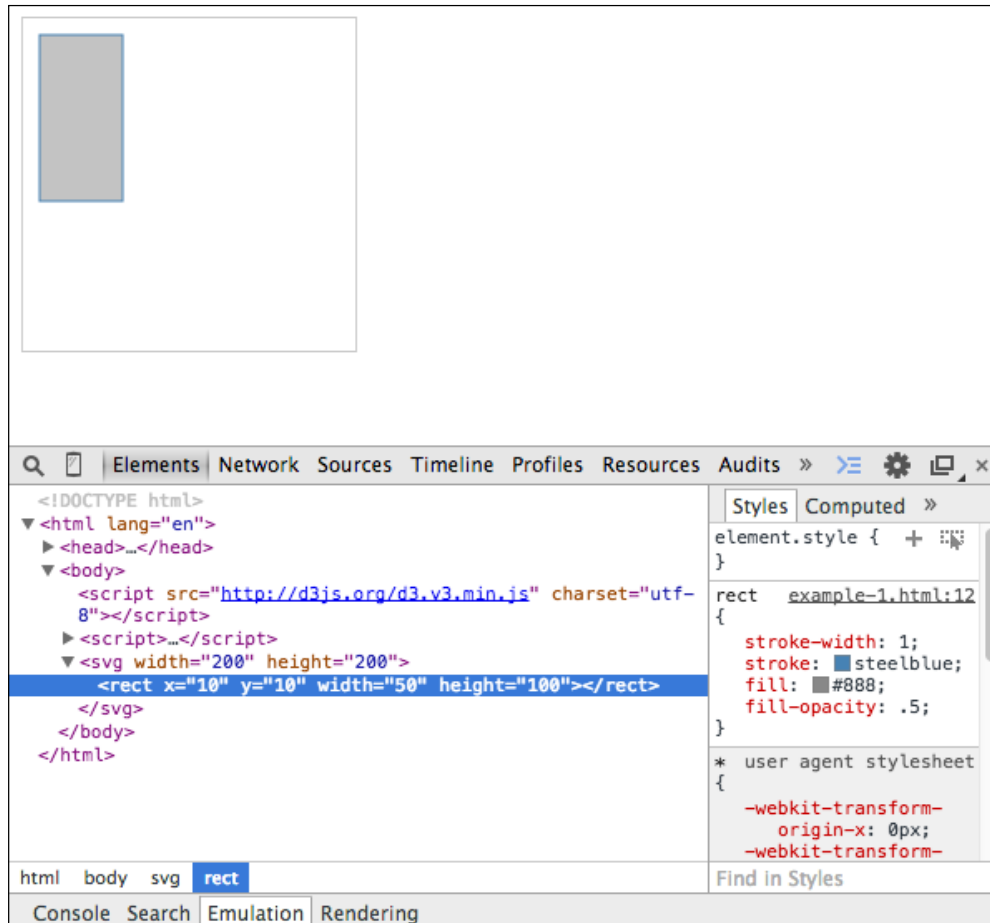 Elements Network Sources Timeline Profiles Resources Audits »
<!DOCTYPE html>
▼<html lang="en">
▶<head>…</head>
▼<body>
<script src="http://d3js.org/d3.v3.min.js" charset="utf-
8"></script>
▶<script>…</script>
▼<svg width="200" height="200">
<rect x="10" y="10" width="50" height="100"></rect>
</svg>
</body>
</html>
Styles Computed »
element.style {
}
rect example-1.html:12
{
stroke-width: 1;
stroke: steelblue;
fill: #888;
fill-opacity: .5;
}
* user agent stylesheet
{
-webkit-transform-
origin-x: 0px;
-webkit-transform-
html body svg rect
Find in Styles
Console Search Emulation Rendering